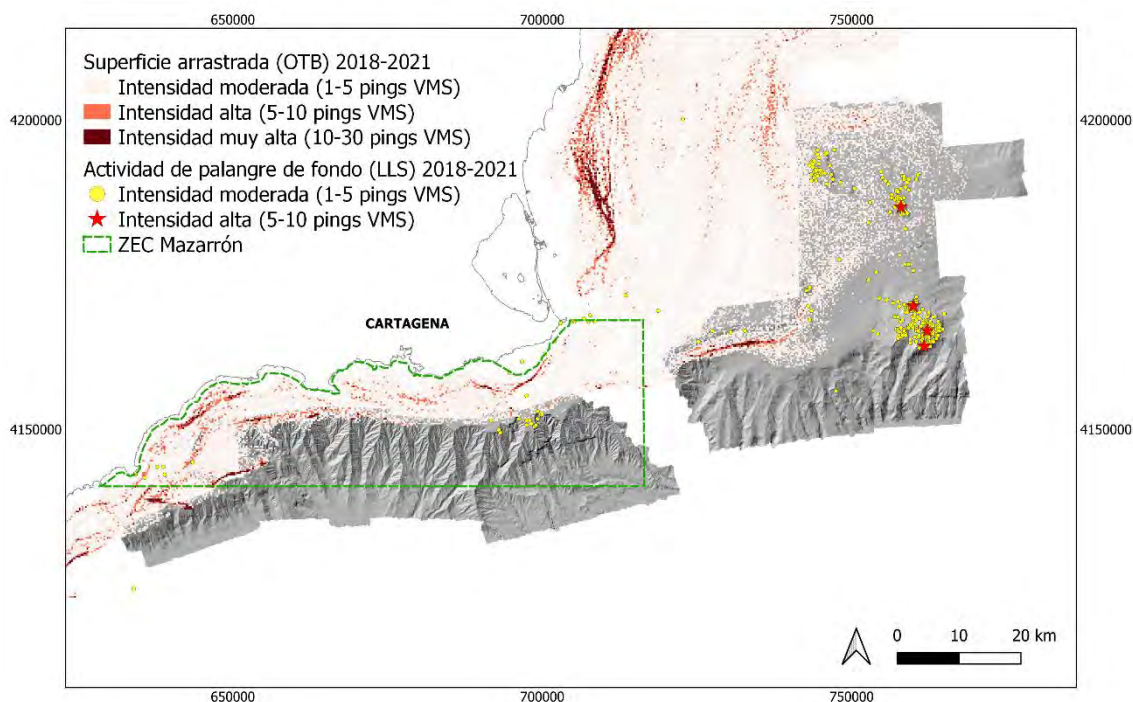 650000 700000 750000
Superficie arrastrada (OTB) 2018-2021
Intensidad moderada (1-5 pings VMS)
Intensidad alta (5-10 pings VMS)
Intensidad muy alta (10-30 pings VMS)
Actividad de palangre de fondo (LLS) 2018-2021
Intensidad moderada (1-5 pings VMS)
Intensidad alta (5-10 pings VMS)
ZEC Mazarrón
4200000 4200000
CARTAGENA
4150000 4150000
0 10 20 km
650000 700000 750000